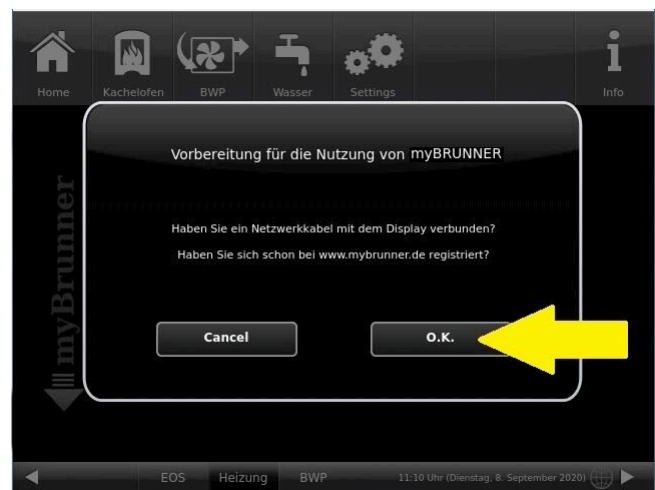 Home Kachelofen BWP Wasser Settings Info
myBrunner
Vorbereitung für die Nutzung von myBRUNNER
Haben Sie ein Netzwerkkabel mit dem Display verbunden?
Haben Sie sich schon bei www.mybrunner.de registriert?
Cancel O.K.
EOS Heizung BWP 11:10 Uhr (Dienstag, 8. September 2020)